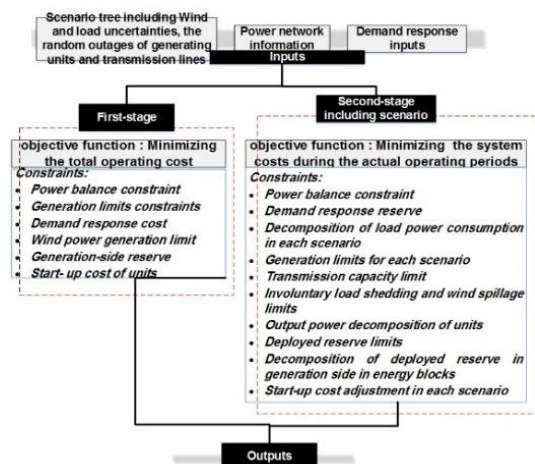 Scenario tree including Wind
and load uncertainties, the
random outages of generating
units and transmission lines
Power network
information
Demand response
inputs
Inputs
First-stage
Second-stage
including scenario
objective function : Minimizing
the total operating cost
Constraints:
• Power balance constraint
• Generation limits constraints
• Demand response cost
• Wind power generation limit
• Generation-side reserve
• Start- up cost of units
objective function : Minimizing the system
costs during the actual operating periods
Constraints:
• Power balance constraint
• Demand response reserve
• Decomposition of load power consumption
in each scenario
• Generation limits for each scenario
• Transmission capacity limit
• Involuntary load shedding and wind spillage
limits
• Output power decomposition of units
• Deployed reserve limits
• Decomposition of deployed reserve in
generation side in energy blocks
• Start-up cost adjustment in each scenario
Outputs